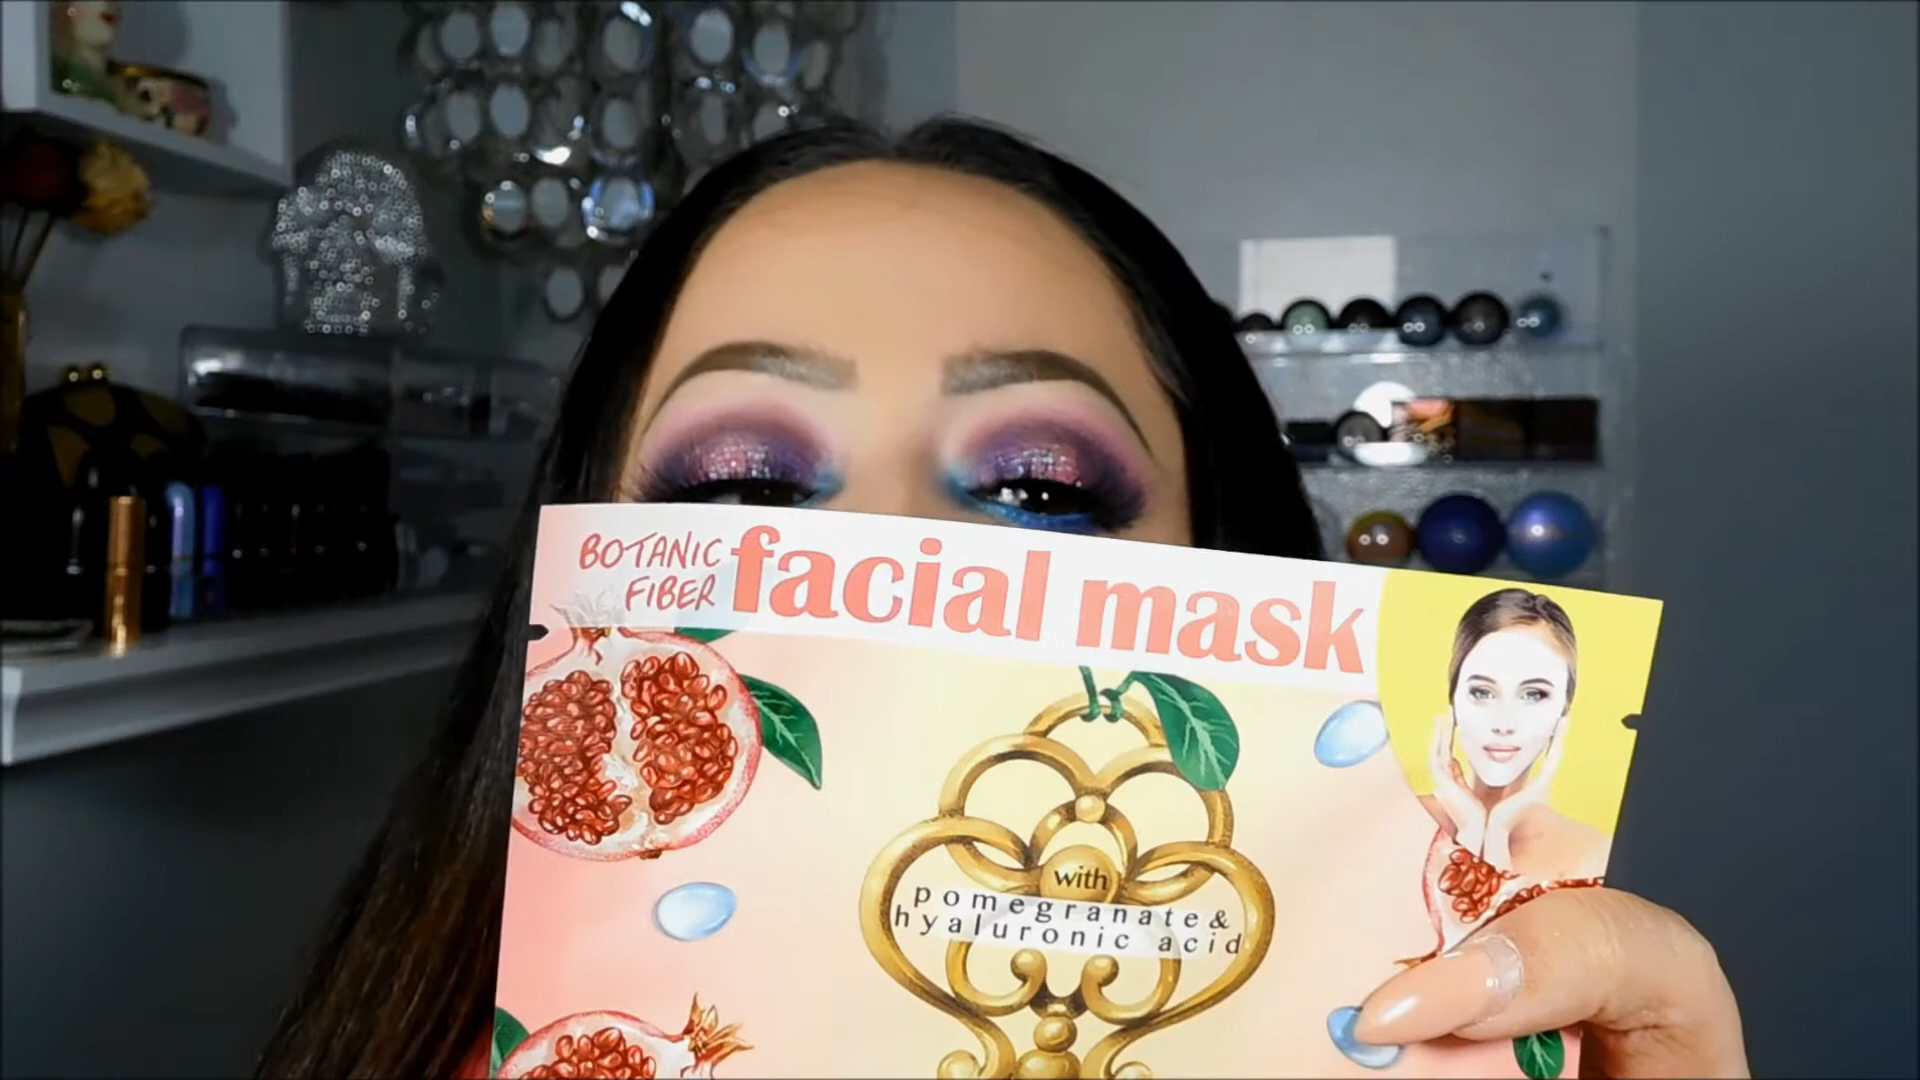 BOTANIC
FIBER
facial mask
with
pomegranate &
hyaluronic acid